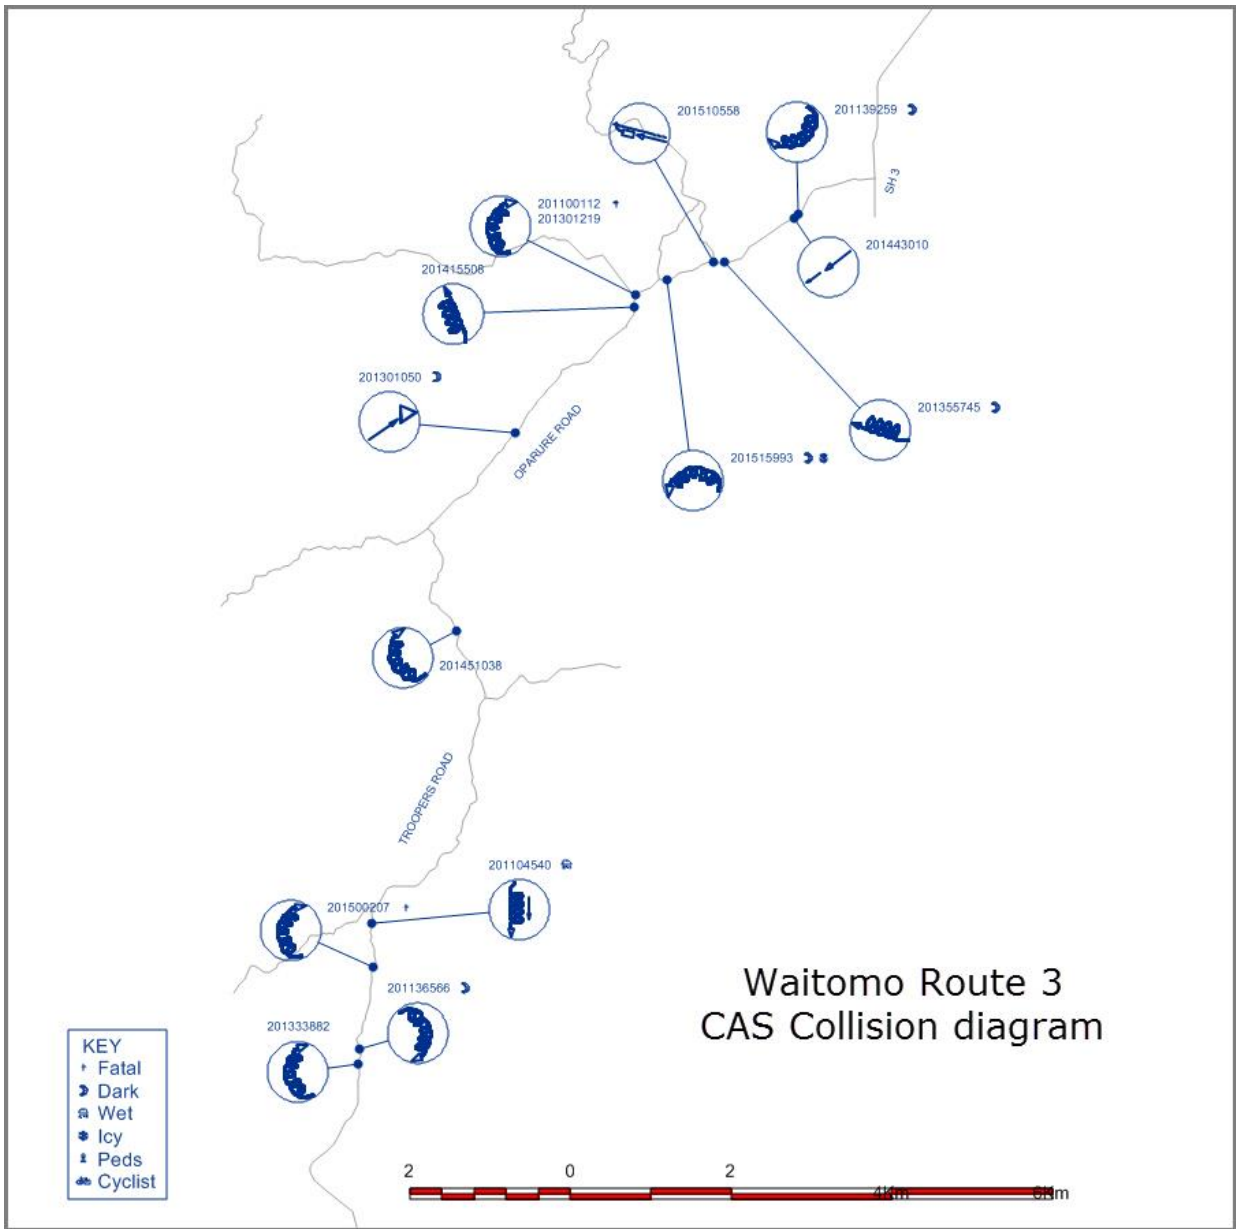 201510558
201139259
SH 3
201100112
201301219
201443010
201415508
201301050
201355745
OPARURE ROAD
201515993
201451038
TROOPERS ROAD
201104540
201500207
Waitomo Route 3
CAS Collision diagram
201136566
201333882
KEY
Fatal
Dark
Wet
Icy
Peds
Cyclist
2 0 2 4Km 6Km